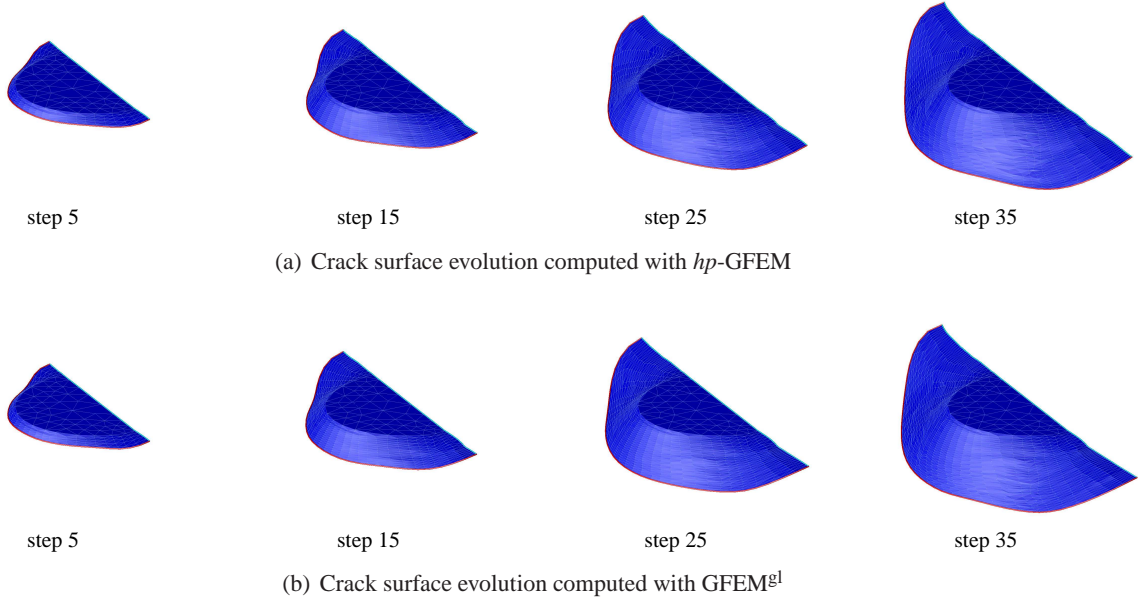 step 5 step 15 step 25 step 35
(a) Crack surface evolution computed with hp-GFEM
step 5 step 15 step 25 step 35
(b) Crack surface evolution computed with GFEMgl